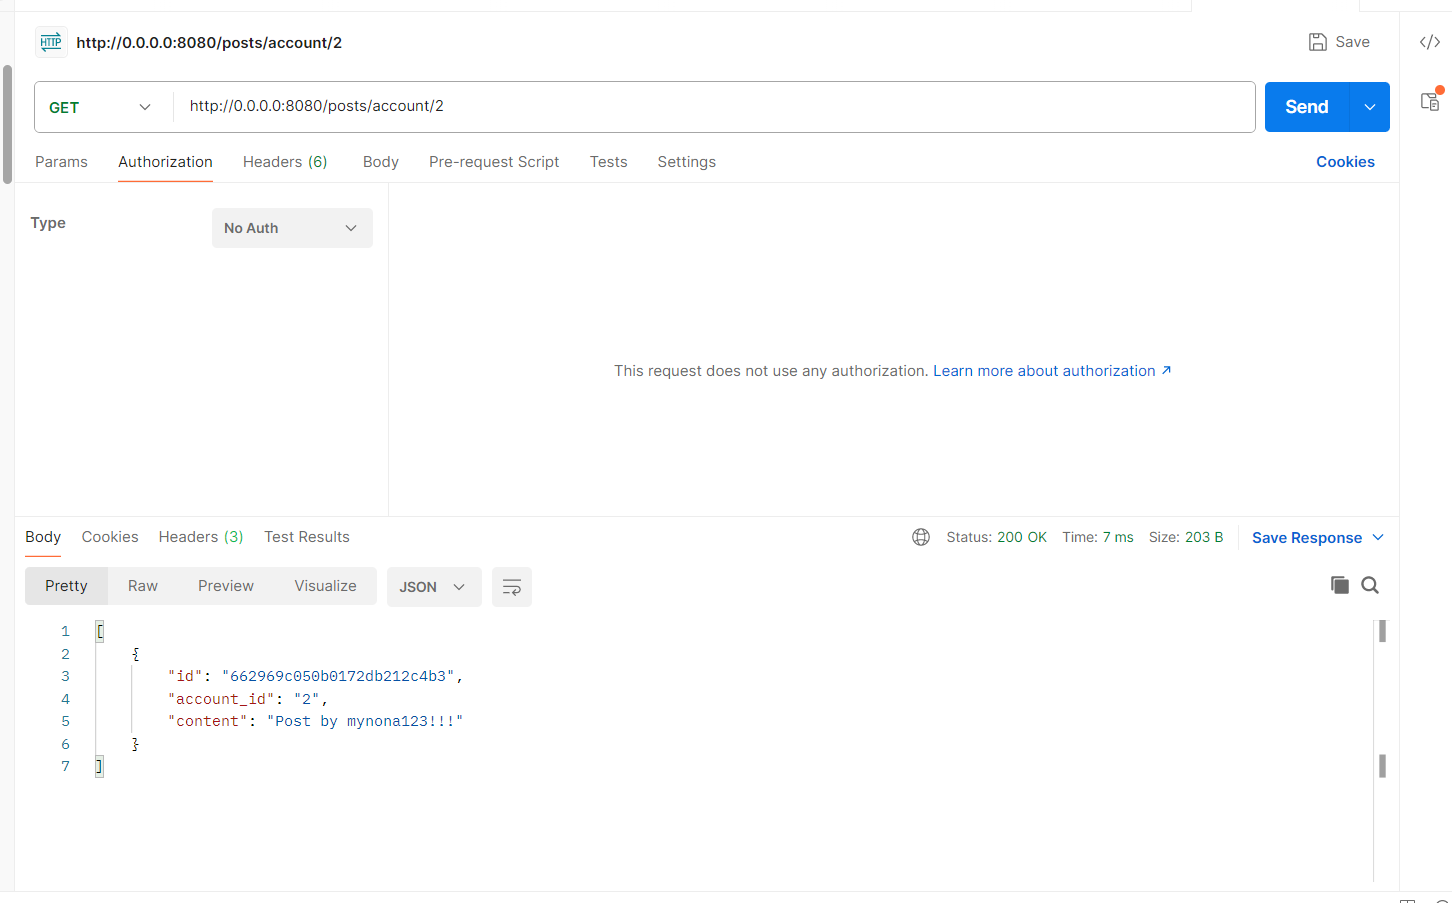 HTTP http://0.0.0.0:8080/posts/account/2 Save
GET http://0.0.0.0:8080/posts/account/2 Send
Params Authorization Headers (6) Body Pre-request Script Tests Settings Cookies
Type No Auth
This request does not use any authorization. Learn more about authorization ↗
Body Cookies Headers (3) Test Results Status: 200 OK Time: 7 ms Size: 203 B Save Response
Pretty Raw Preview Visualize JSON
1 [
2 {
3 "id": "662969c050b0172db212c4b3",
4 "account_id": "2",
5 "content": "Post by mynona123!!!"
6 }
7 ]